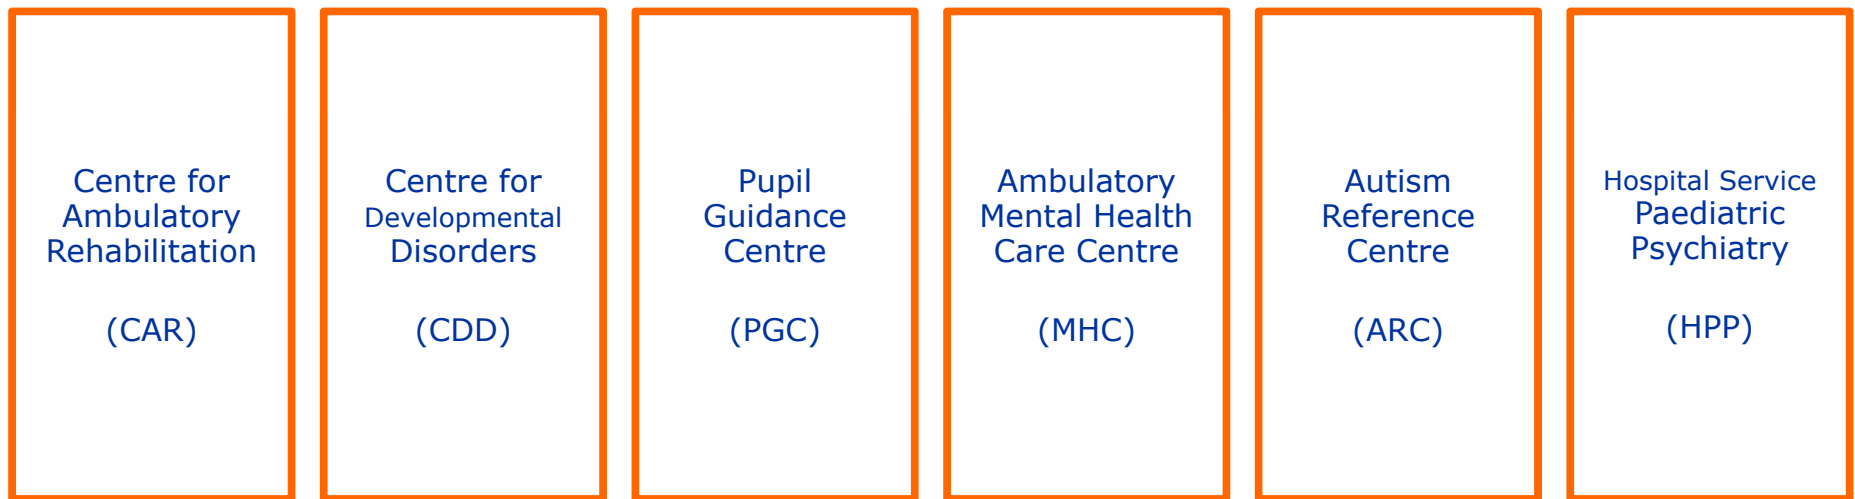 Centre for
Ambulatory
Rehabilitation
(CAR)
Centre for
Developmental
Disorders
(CDD)
Pupil
Guidance
Centre
(PGC)
Ambulatory
Mental Health
Care Centre
(MHC)
Autism
Reference
Centre
(ARC)
Hospital Service
Paediatric
Psychiatry
(HPP)